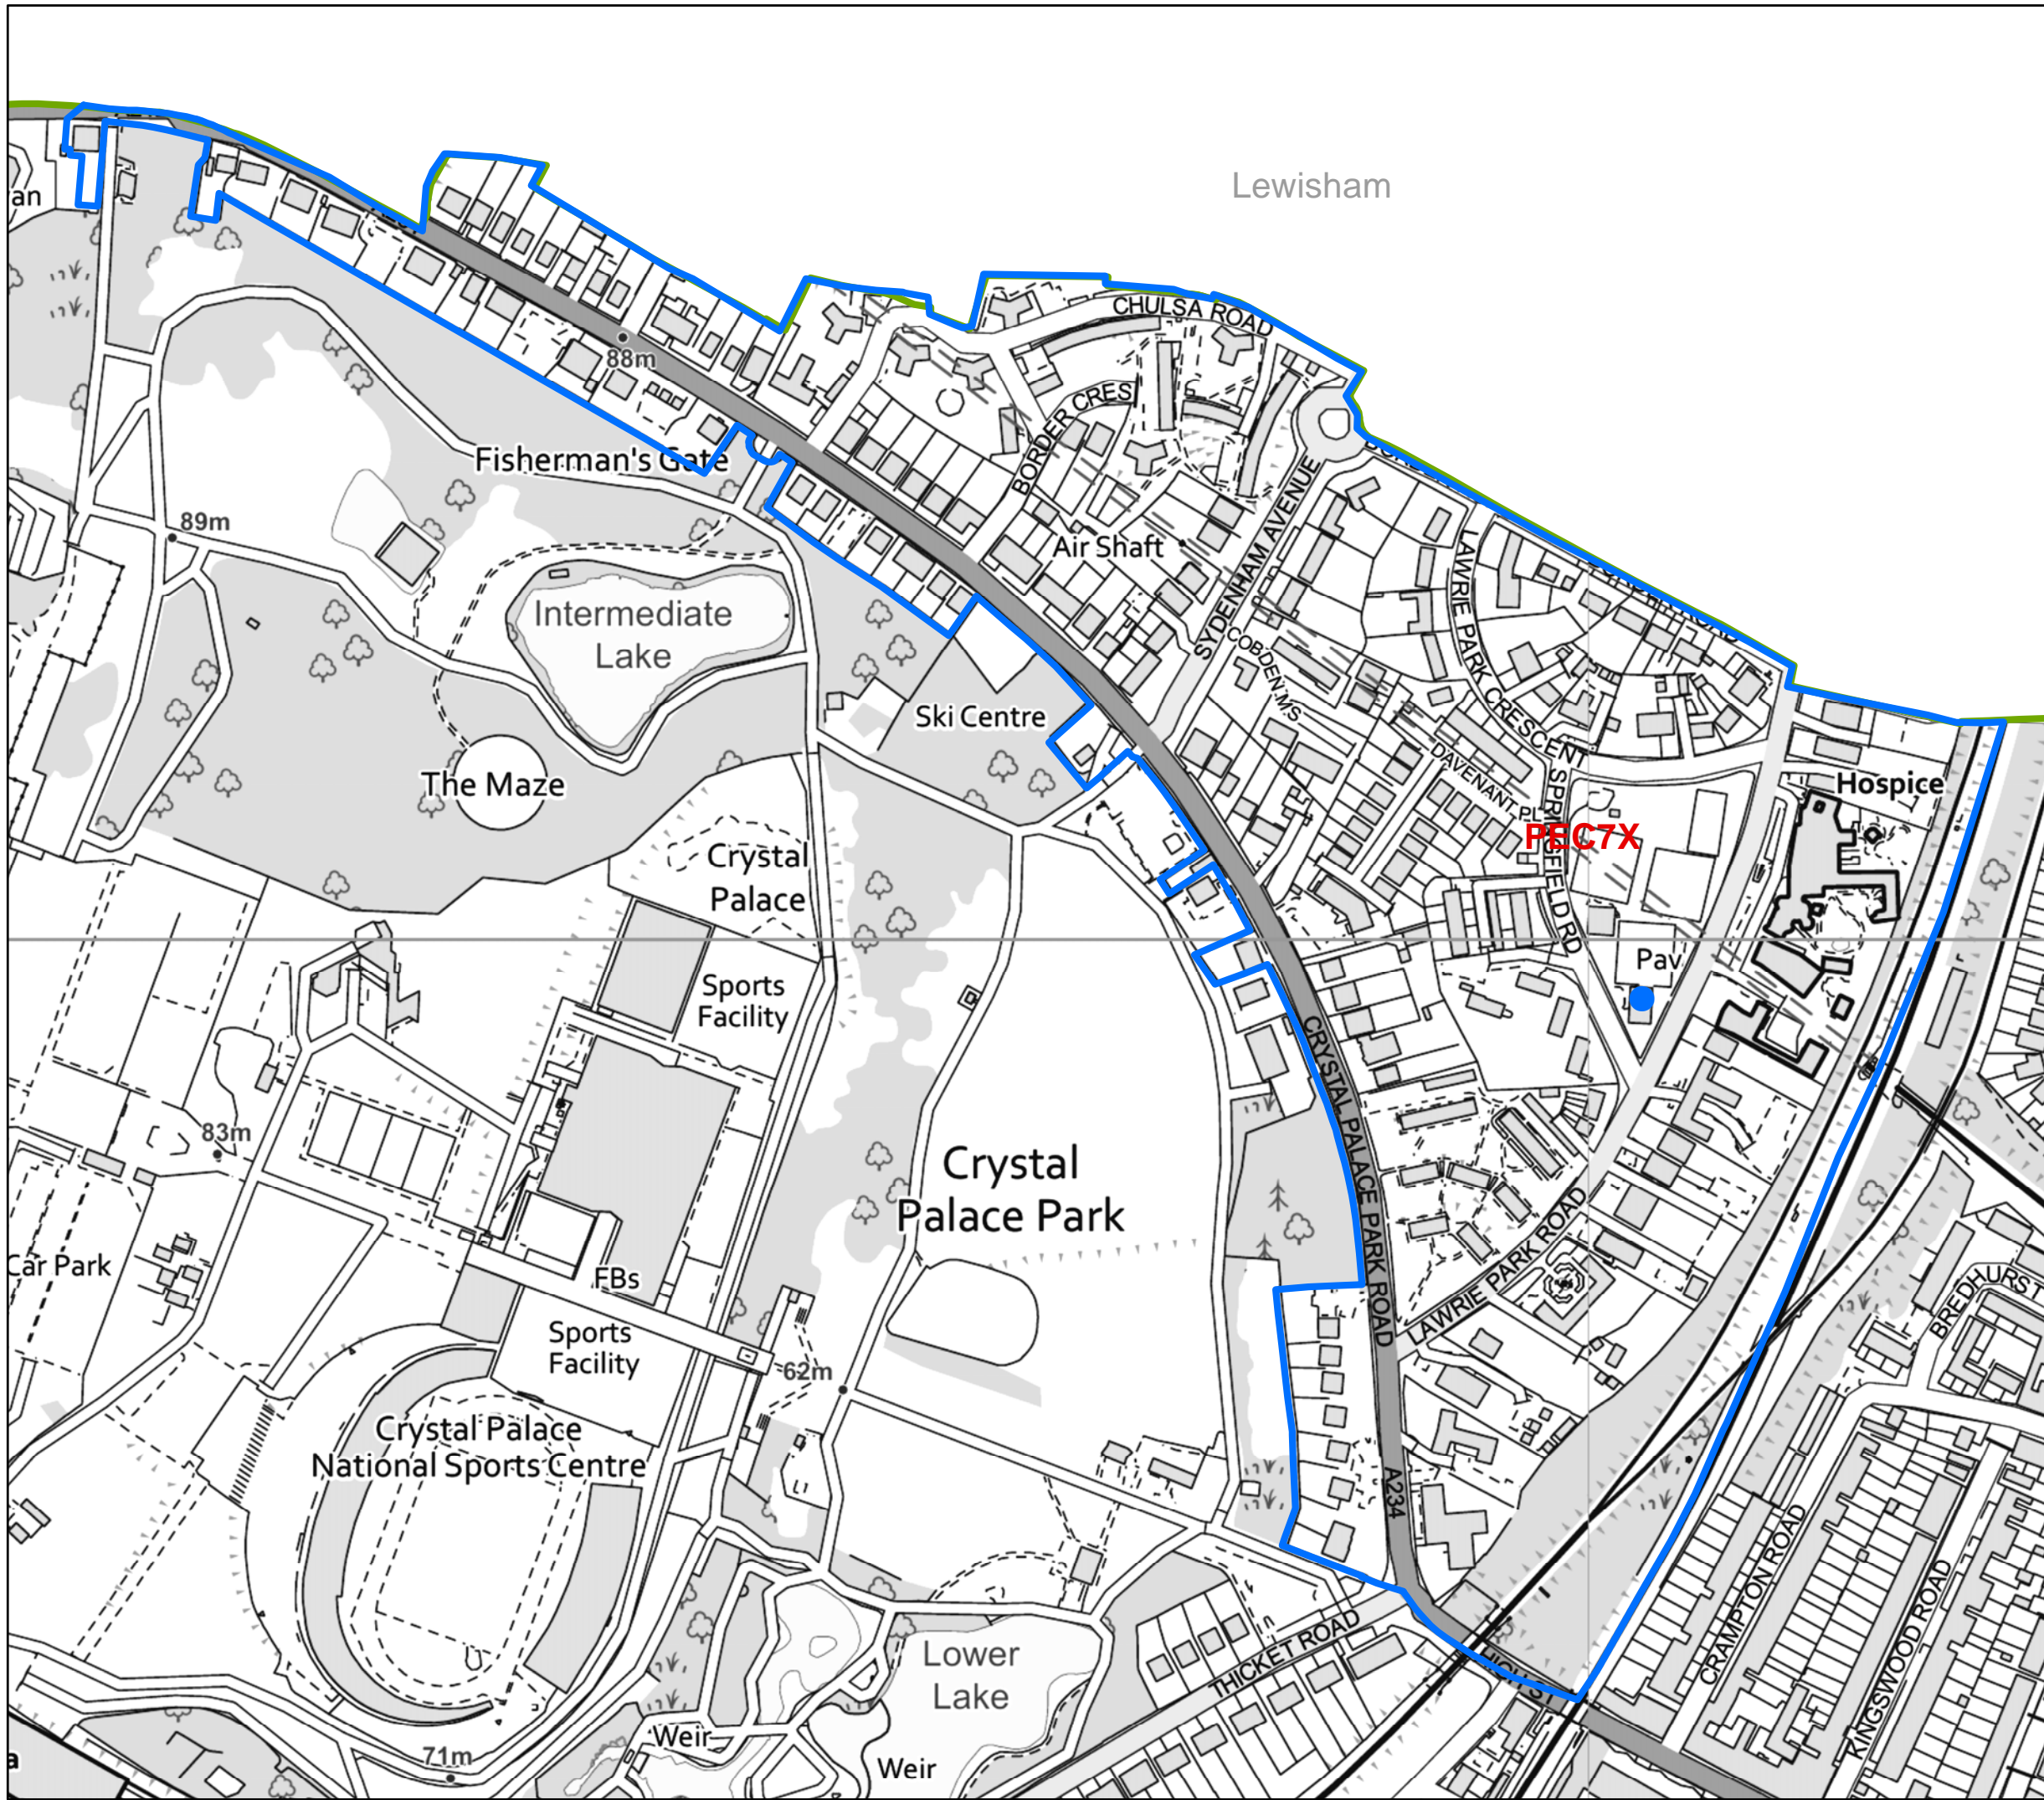 Lewisham
an
CHULSA ROAD
88m
BORDER CRES
Fisherman's Gate
89m
Air Shaft
SYDENHAM AVENUE
LAWRIE PARK CRESCENT
Intermediate
Lake
COBDEN MS
Ski Centre
The Maze
DAVENANT PL
Hospice
SPRINGFIELD RD
PEC7X
Crystal
Palace
Pav
Sports
Facility
CRYSTAL PALACE PARK ROAD
83m
Crystal
Palace Park
LAWRIE PARK ROAD
Car Park
FBs
BREDHURST
Sports
Facility
62m
Crystal Palace
National Sports Centre
A234
CRAMPTON ROAD
KINGSWOOD ROAD
THICKET ROAD
Lower
Lake
HIGH ST
Weir
71m
Weir
a